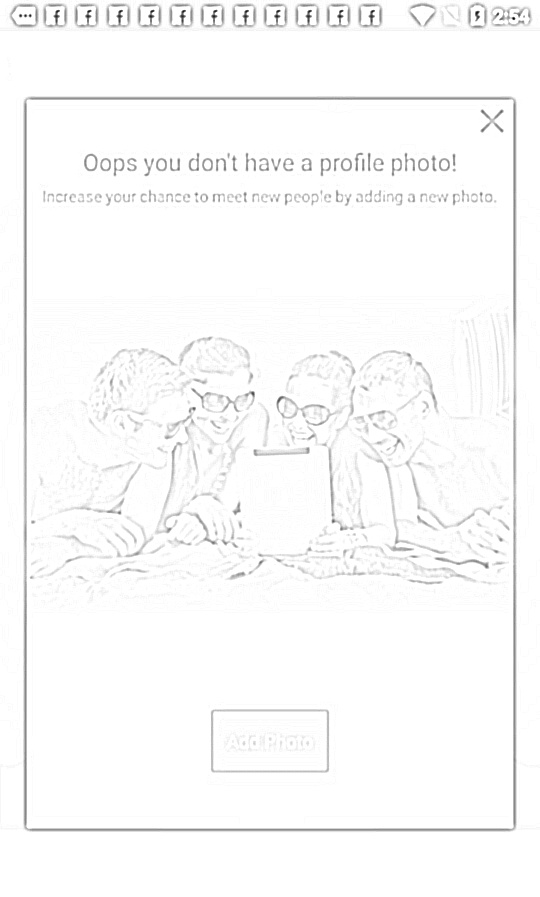 2:54
Oops you don't have a profile photo!
Increase your chance to meet new people by adding a new photo.
Add Photo